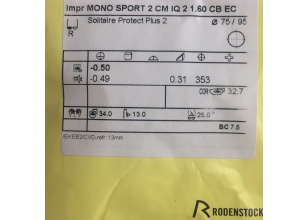 Impr MONO SPORT 2 CM IQ 2 1.60 CB EC
Solitaire Protect Plus 2 ⌀ 75 / 95
R
-0.50
-0.49 0.31 353
COR 32.7
34.0 13.0 25.0°
BC 7.5
RODENSTOCK